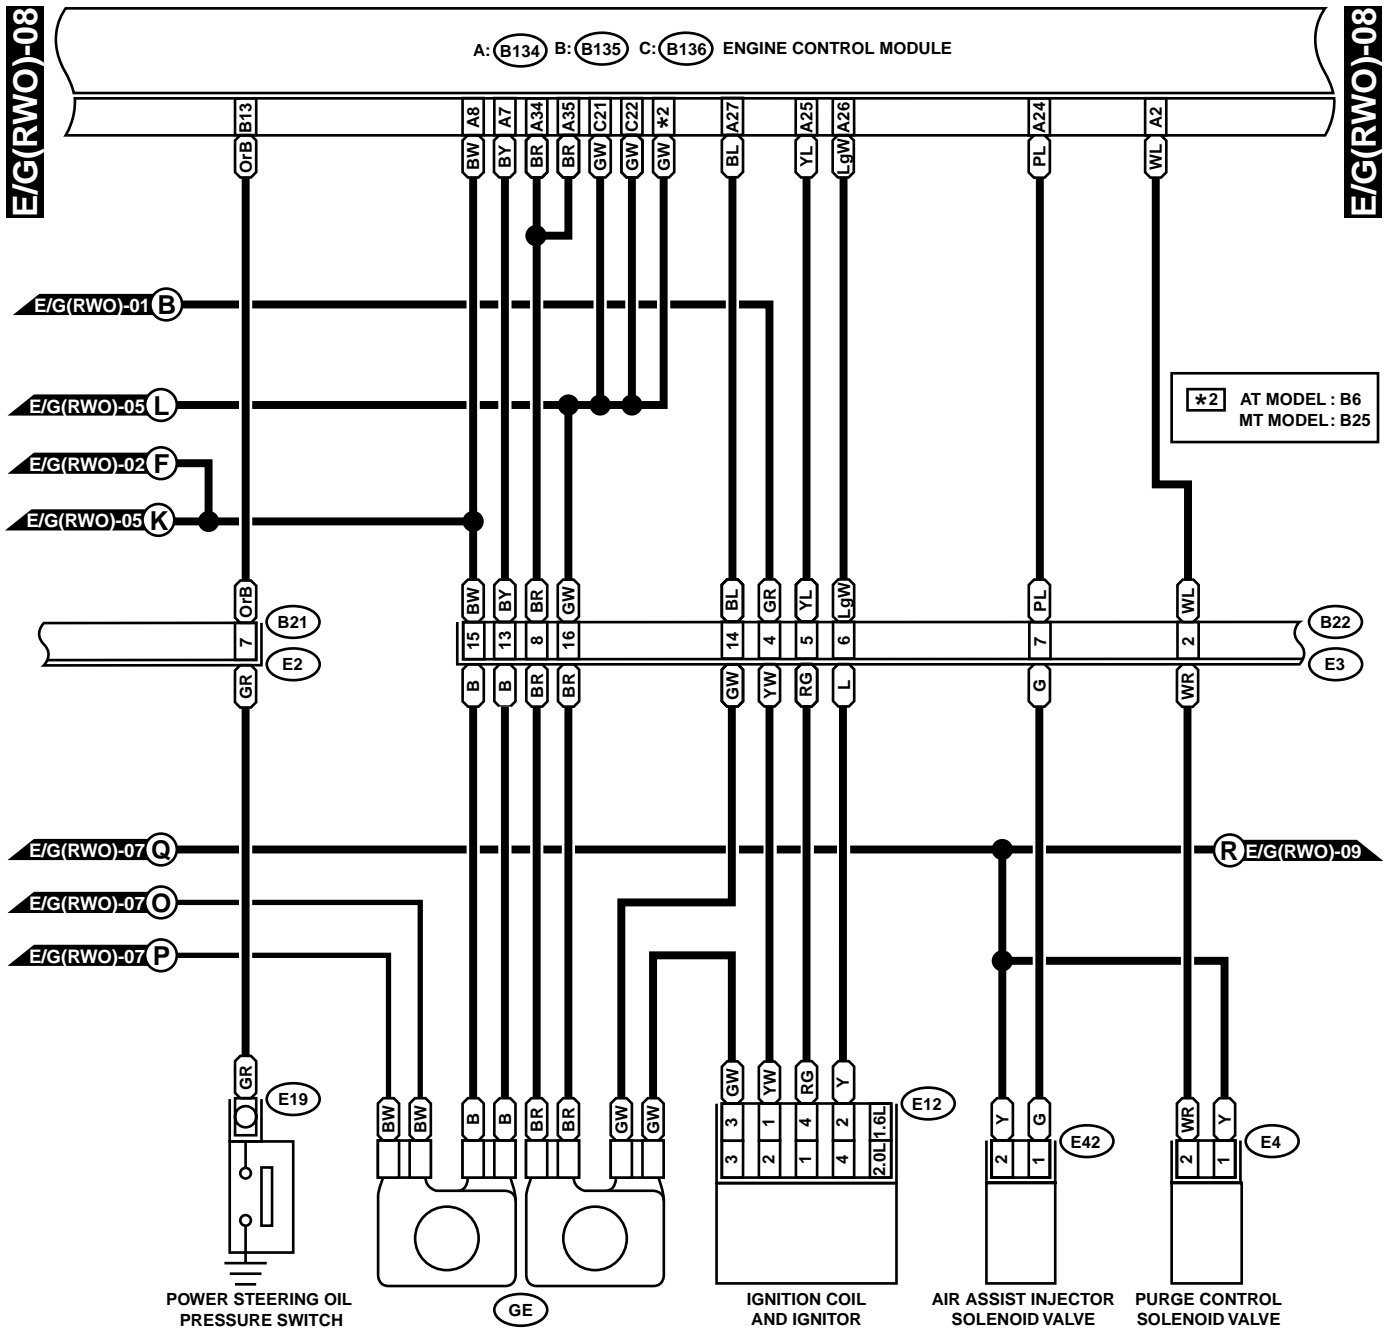 E/G(RWO)-08
E/G(RWO)-08
A: B134 B: B135 C: B136 ENGINE CONTROL MODULE
B13 A8 A7 A34 A35 C21 C22 *2 A27 A25 A26 A24 A2
OrB BW BY BR BR GW GW GW BL YL LgW PL WL
E/G(RWO)-01 B
*2 AT MODEL : B6
MT MODEL : B25
E/G(RWO)-05 L
E/G(RWO)-02 F
E/G(RWO)-05 K
OrB BW BY BR GW BL GR YL LgW PL WL
B21 B22
7 15 13 8 16 14 4 5 6 7 2
E2 E3
GR B B BR BR GW YW RG L G WR
E/G(RWO)-07 Q R E/G(RWO)-09
E/G(RWO)-07 O
E/G(RWO)-07 P
GR GW YW RG Y
E19 E12
BW BW B B BR BR GW GW 3 1 4 2 1.6L Y G WR Y
E42 E4
3 2 1 4 2.0L 2 1 2 1
POWER STEERING OIL
PRESSURE SWITCH
GE
IGNITION COIL
AND IGNITOR
AIR ASSIST INJECTOR
SOLENOID VALVE
PURGE CONTROL
SOLENOID VALVE